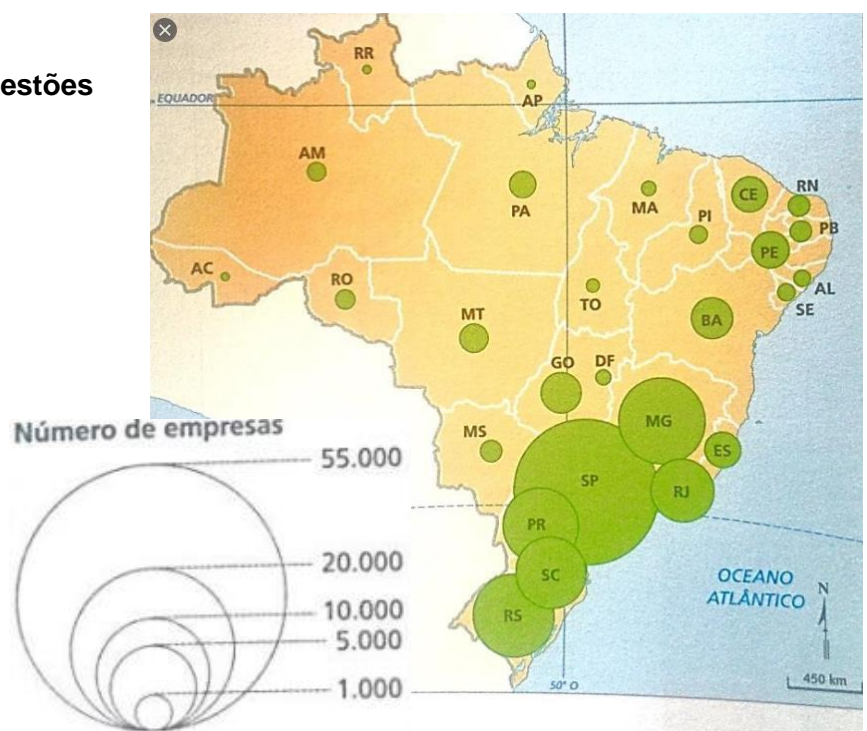 estões
RR
AP
EQUADOR
AM
PA
MA
CE
RN
PI
PB
PE
AC
RO
TO
AL
SE
MT
BA
GO
DF
MG
MS
ES
SP
RJ
PR
SC
RS
OCEANO
ATLÂNTICO
N
450 km
50° O
Número de empresas
55.000
20.000
10.000
5.000
1.000